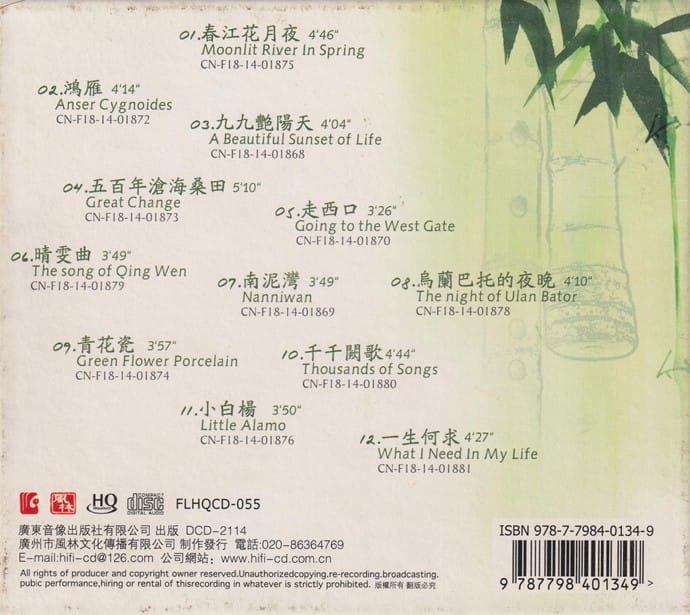 01.春江花月夜 4'46"
Moonlit River In Spring
CN-F18-14-01875
02.鴻雁 4'14"
Anser Cygnoides
CN-F18-14-01872
03.九九艷陽天 4'04"
A Beautiful Sunset of Life
CN-F18-14-01868
04.五百年滄海桑田 5'10"
Great Change
CN-F18-14-01873
05.走西口 3'26"
Going to the West Gate
CN-F18-14-01870
06.晴雯曲 3'49"
The song of Qing Wen
CN-F18-14-01879
07.南泥灣 3'49"
Nanniwan
CN-F18-14-01869
08.烏蘭巴托的夜晚 4'10"
The night of Ulan Bator
CN-F18-14-01878
09.青花瓷 3'57"
Green Flower Porcelain
CN-F18-14-01874
10.千千闕歌 4'44"
Thousands of Songs
CN-F18-14-01880
11.小白楊 3'50"
Little Alamo
CN-F18-14-01876
12.一生何求 4'27"
What I Need In My Life
CN-F18-14-01881
風林 HQ COMPACT disc DIGITAL AUDIO FLHQCD-055
廣東音像出版社有限公司 出版 DCD-2114
廣州市風林文化傳播有限公司 制作發行 電話:020-86364769
E-mail:hifi-cd@126.com 公司網站：www.hifi-cd.com.cn
All rights of producer and copyright owner reserved.Unauthorizedcopying.re-recording.broadcasting.
pubic performance,hiring or rental of thisrecording in whatever is strictly prohibited. 版權所有 翻版必究
ISBN 978-7-7984-0134-9
9787798401349